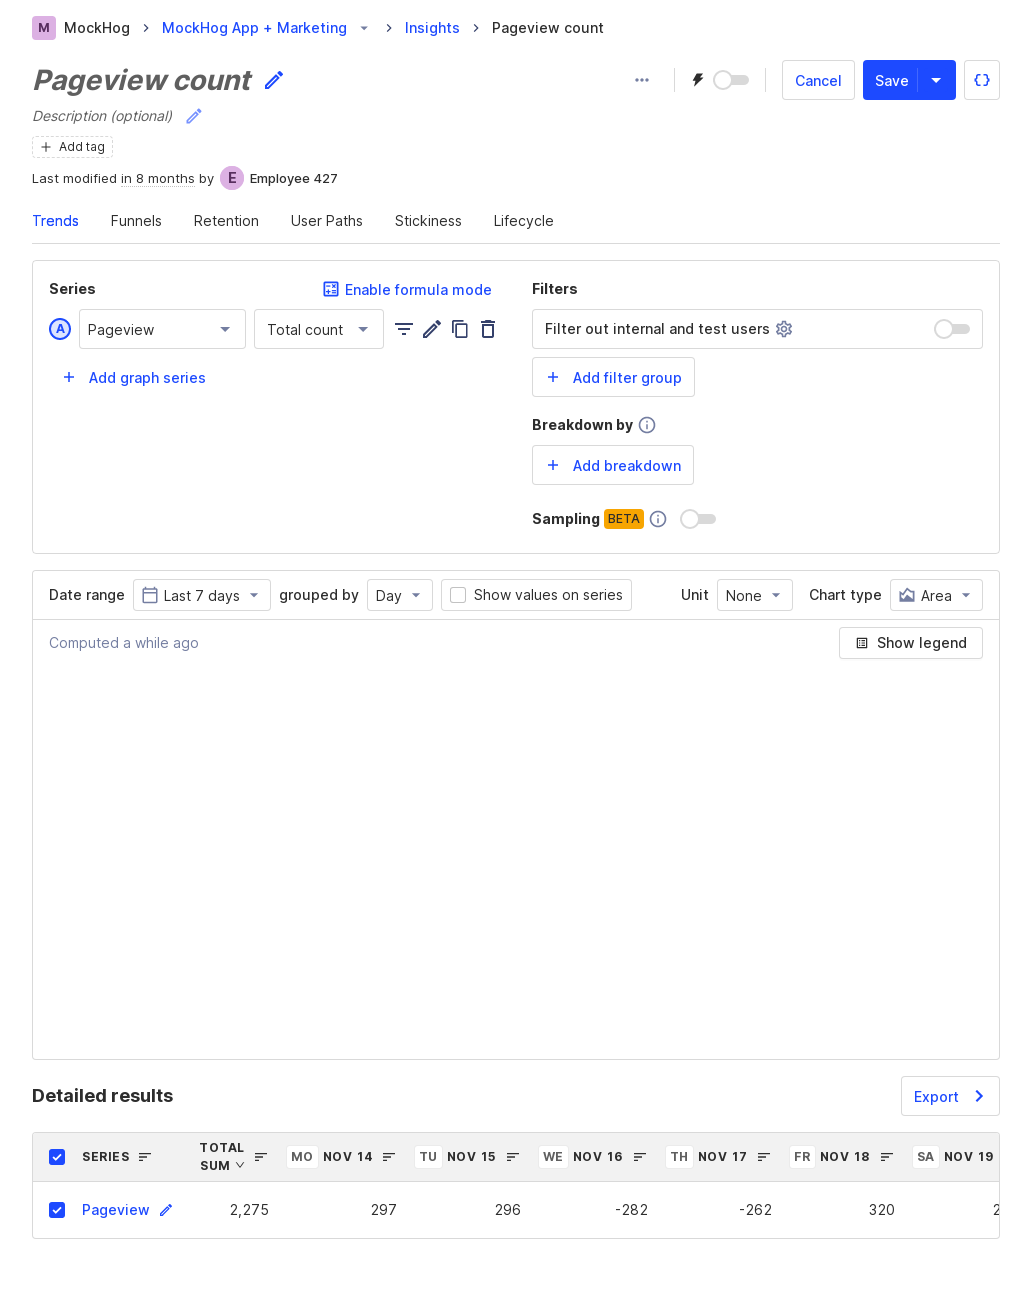 M MockHog > MockHog App + Marketing > Insights > Pageview count
Pageview count
Cancel Save
Description (optional)
Add tag
Last modified in 8 months by E Employee 427
Trends Funnels Retention User Paths Stickiness Lifecycle
Series Enable formula mode
A Pageview Total count
Add graph series
Filters
Filter out internal and test users
Add filter group
Breakdown by
Add breakdown
Sampling BETA
Date range Last 7 days grouped by Day Show values on series Unit None Chart type Area
Computed a while ago Show legend
Detailed results Export
SERIES TOTAL SUM MO NOV 14 TU NOV 15 WE NOV 16 TH NOV 17 FR NOV 18 SA NOV 19
Pageview 2,275 297 296 -282 -262 320